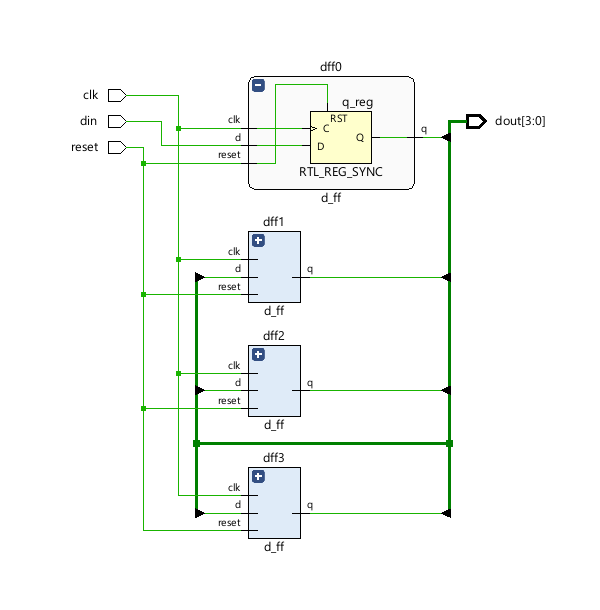 dff0
clk
din
reset
q_reg
RST
C
D
Q
clk
d
reset
q
dout[3:0]
RTL_REG_SYNC
d_ff
dff1
clk
d
reset
q
d_ff
dff2
clk
d
reset
q
d_ff
dff3
clk
d
reset
q
d_ff